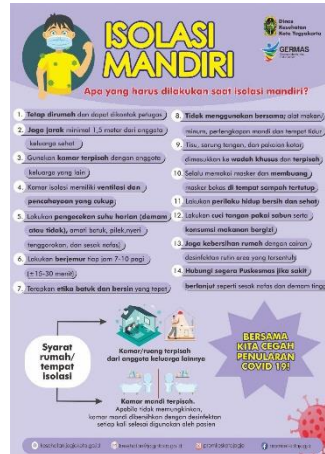 ISOLASI
MANDIRI
Dinas
Kesehatan
Kota Yogyakarta
GERMAS
Apa yang harus dilakukan saat isolasi mandiri?
1. Tetap dirumah dan dapat dikontak petugas
2. Jaga jarak minimal 1,5 meter dari anggota
keluarga sehat
3. Gunakan kamar terpisah dengan anggota
keluarga yang lain
4. Kamar isolasi memiliki ventilasi dan
pencahayaan yang cukup
5. Lakukan pengecekan suhu harian (demam
atau tidak), amati batuk, pilek, nyeri
tenggorokan, dan sesak nafas
6. Lakukan berjemur tiap jam 7-10 pagi
(±15-30 menit)
7. Terapkan etika batuk dan bersin yang tepat
8. Tidak menggunakan bersama; alat makan/
minum, perlengkapan mandi dan tempat tidur
9. Tisu, sarung tangan, dan pakaian kotor
dimasukkan ke wadah khusus dan terpisah
10. Selalu memakai masker dan membuang
masker bekas di tempat sampah tertutup
11. Lakukan perilaku hidup bersih dan sehat
12. Lakukan cuci tangan pakai sabun serta
konsumsi makanan bergizi
13. Jaga kebersihan rumah dengan cairan
desinfektan rutin area yang tersentuh
14. Hubungi segera Puskesmas jika sakit
berlanjut seperti sesak nafas dan demam tinggi
Syarat
rumah/
tempat
isolasi
Kamar/ruang terpisah
dari anggota keluarga lainnya
Kamar mandi terpisah.
Apabila tidak memungkinkan,
kamar mandi dibersihkan dengan desinfektan
setiap kali selesai digunakan oleh pasien
BERSAMA
KITA CEGAH
PENULARAN
COVID 19!